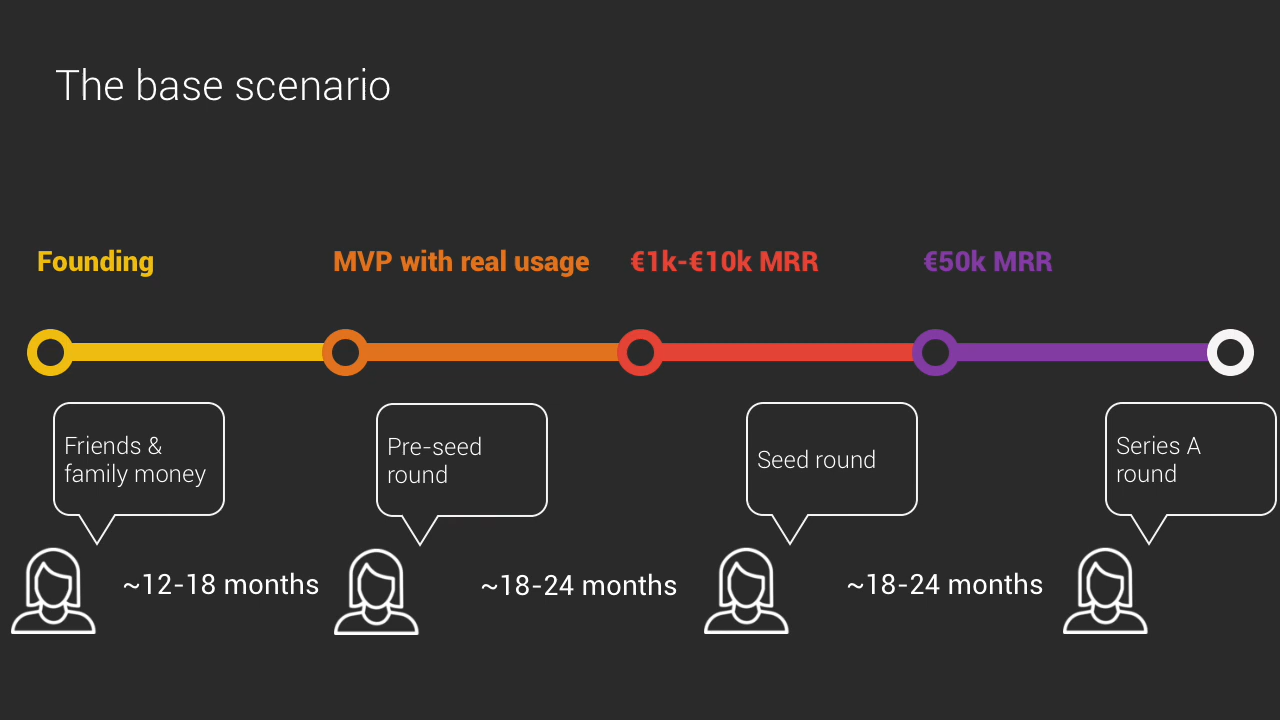 The base scenario
Founding
MVP with real usage
€1k-€10k MRR
€50k MRR
Friends &
family money
Pre-seed
round
Seed round
Series A
round
~12-18 months
~18-24 months
~18-24 months